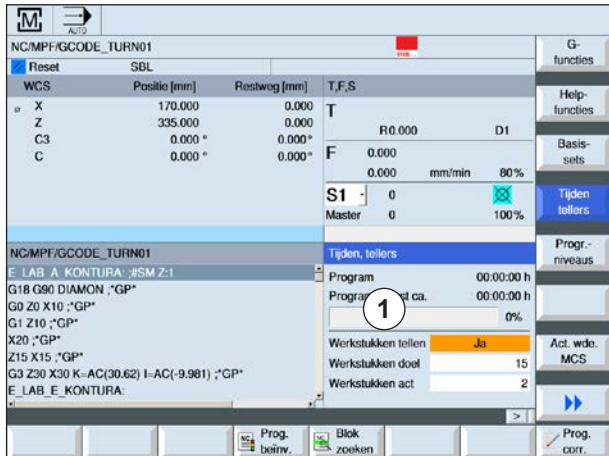 M
AUTO
NC/MPF/GCODE_TURN01
G-
functies
Reset SBL
WCS Positie [mm] Restweg [mm]
X 170.000 0.000
Z 335.000 0.000
C3 0.000 ° 0.000°
C 0.000 ° 0.000°
T,F,S
T
R0.000 D1
F 0.000
0.000 mm/min 80%
S1 0
Master 0 100%
Help-
functies
Basis-
sets
Tijden
tellers
Progr.-
niveaus
Act. wde.
MCS
NC/MPF/GCODE_TURN01
E_LAB_A_KONTURA: ;#SM Z:1
G18 G90 DIAMON ;*GP*
G0 Z0 X10 ;*GP*
G1 Z10 ;*GP*
X20 ;*GP*
Z15 X15 ;*GP*
G3 Z30 X30 K=AC(30.62) I=AC(-9.981) ;*GP*
E_LAB_E_KONTURA:
Tijden, tellers
Program 00:00:00 h
ca. 00:00:00 h
1
0%
Werkstukken tellen Ja
Werkstukken doel 15
Werkstukken act 2
>
NC
Prog.
beïnv.
NC
Blok
zoeken
Prog.
corr.